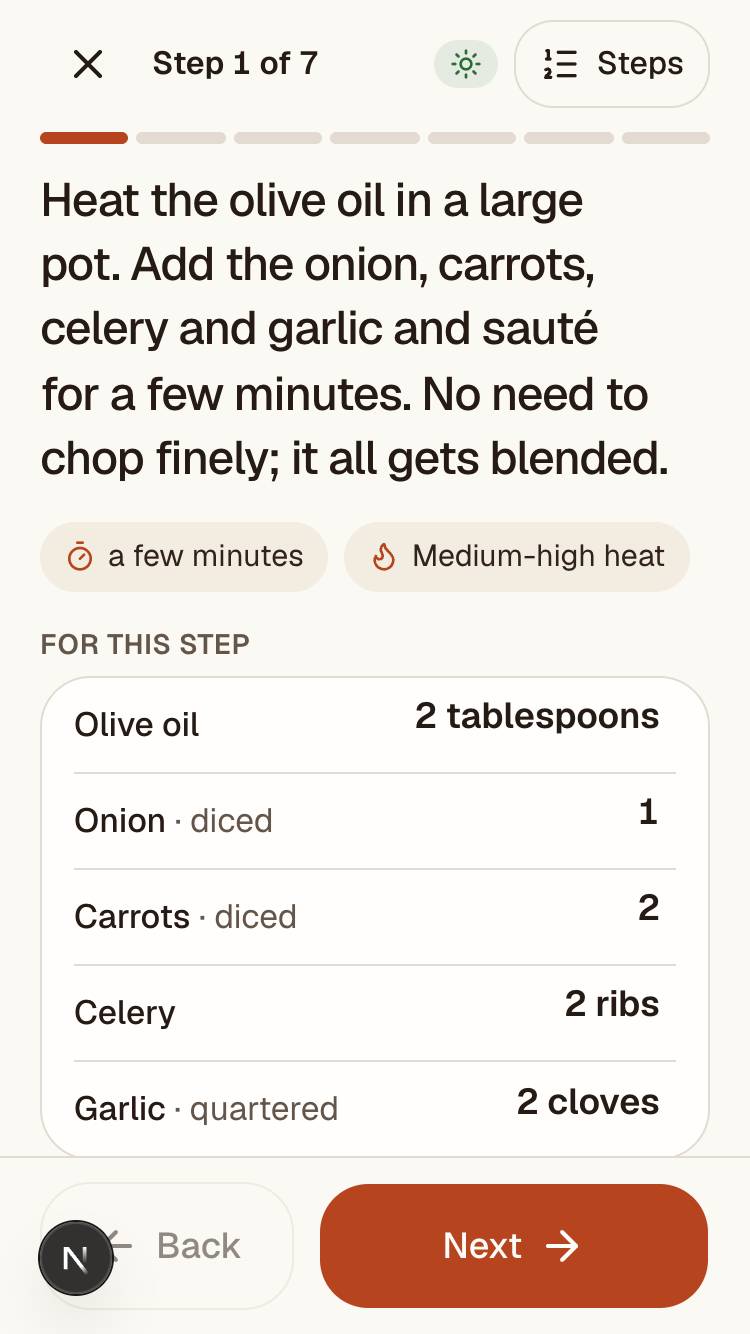 Step 1 of 7
Steps
Heat the olive oil in a large
pot. Add the onion, carrots,
celery and garlic and sauté
for a few minutes. No need to
chop finely; it all gets blended.
a few minutes
Medium-high heat
FOR THIS STEP
Olive oil 2 tablespoons
Onion · diced 1
Carrots · diced 2
Celery 2 ribs
Garlic · quartered 2 cloves
N
Back
Next